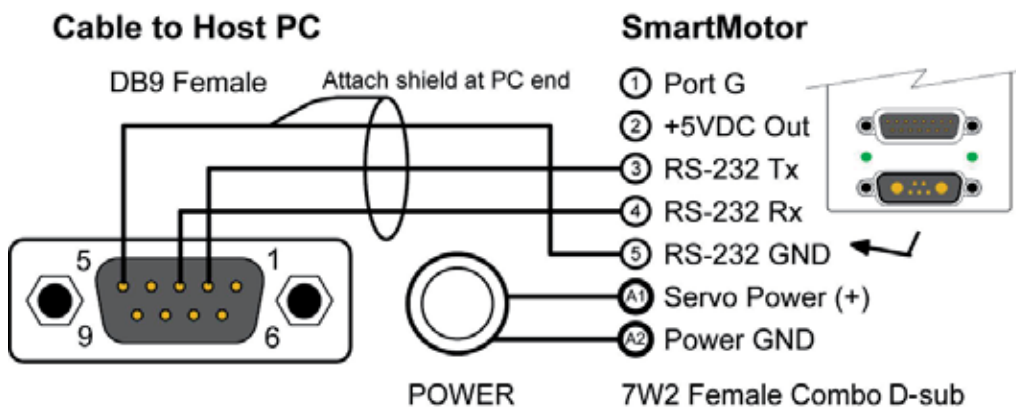 Cable to Host PC
SmartMotor
DB9 Female
Attach shield at PC end
1 Port G
2 +5VDC Out
3 RS-232 Tx
4 RS-232 Rx
5 RS-232 GND
A1 Servo Power (+)
A2 Power GND
5
1
9
6
POWER
7W2 Female Combo D-sub